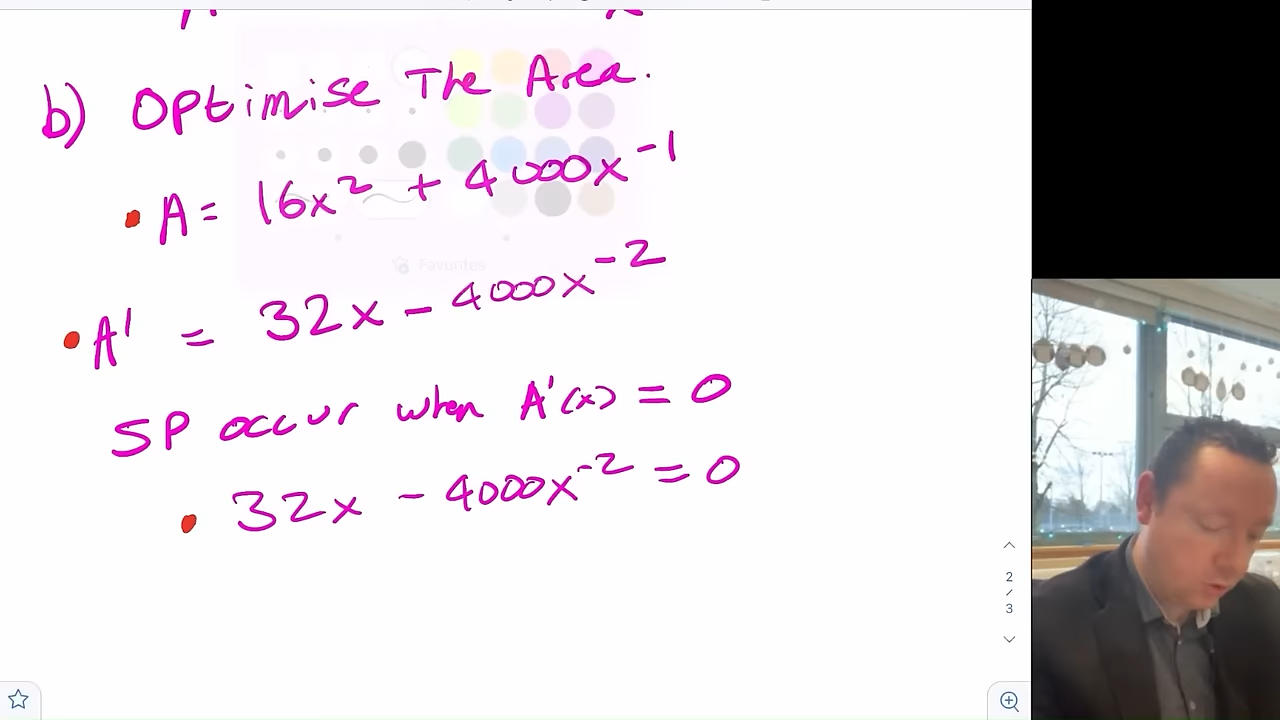 b) Optimise The Area.
• A = 16x² + 4000x⁻¹
• A' = 32x - 4000x⁻²
SP occur when A'(x) = 0
• 32x - 4000x⁻² = 0
Favorites
2
/
3